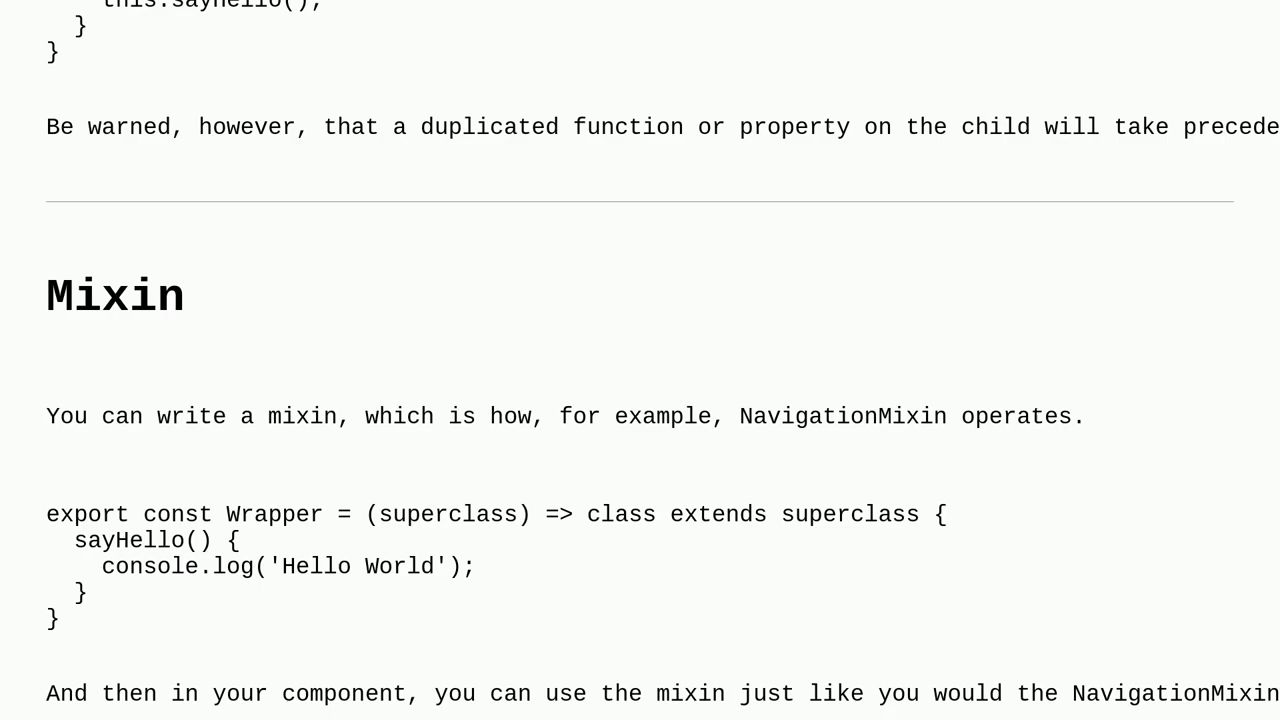 this.sayHello();
  }
}
Be warned, however, that a duplicated function or property on the child will take precede
Mixin
You can write a mixin, which is how, for example, NavigationMixin operates.
export const Wrapper = (superclass) => class extends superclass {
  sayHello() {
    console.log('Hello World');
  }
}
And then in your component, you can use the mixin just like you would the NavigationMixin